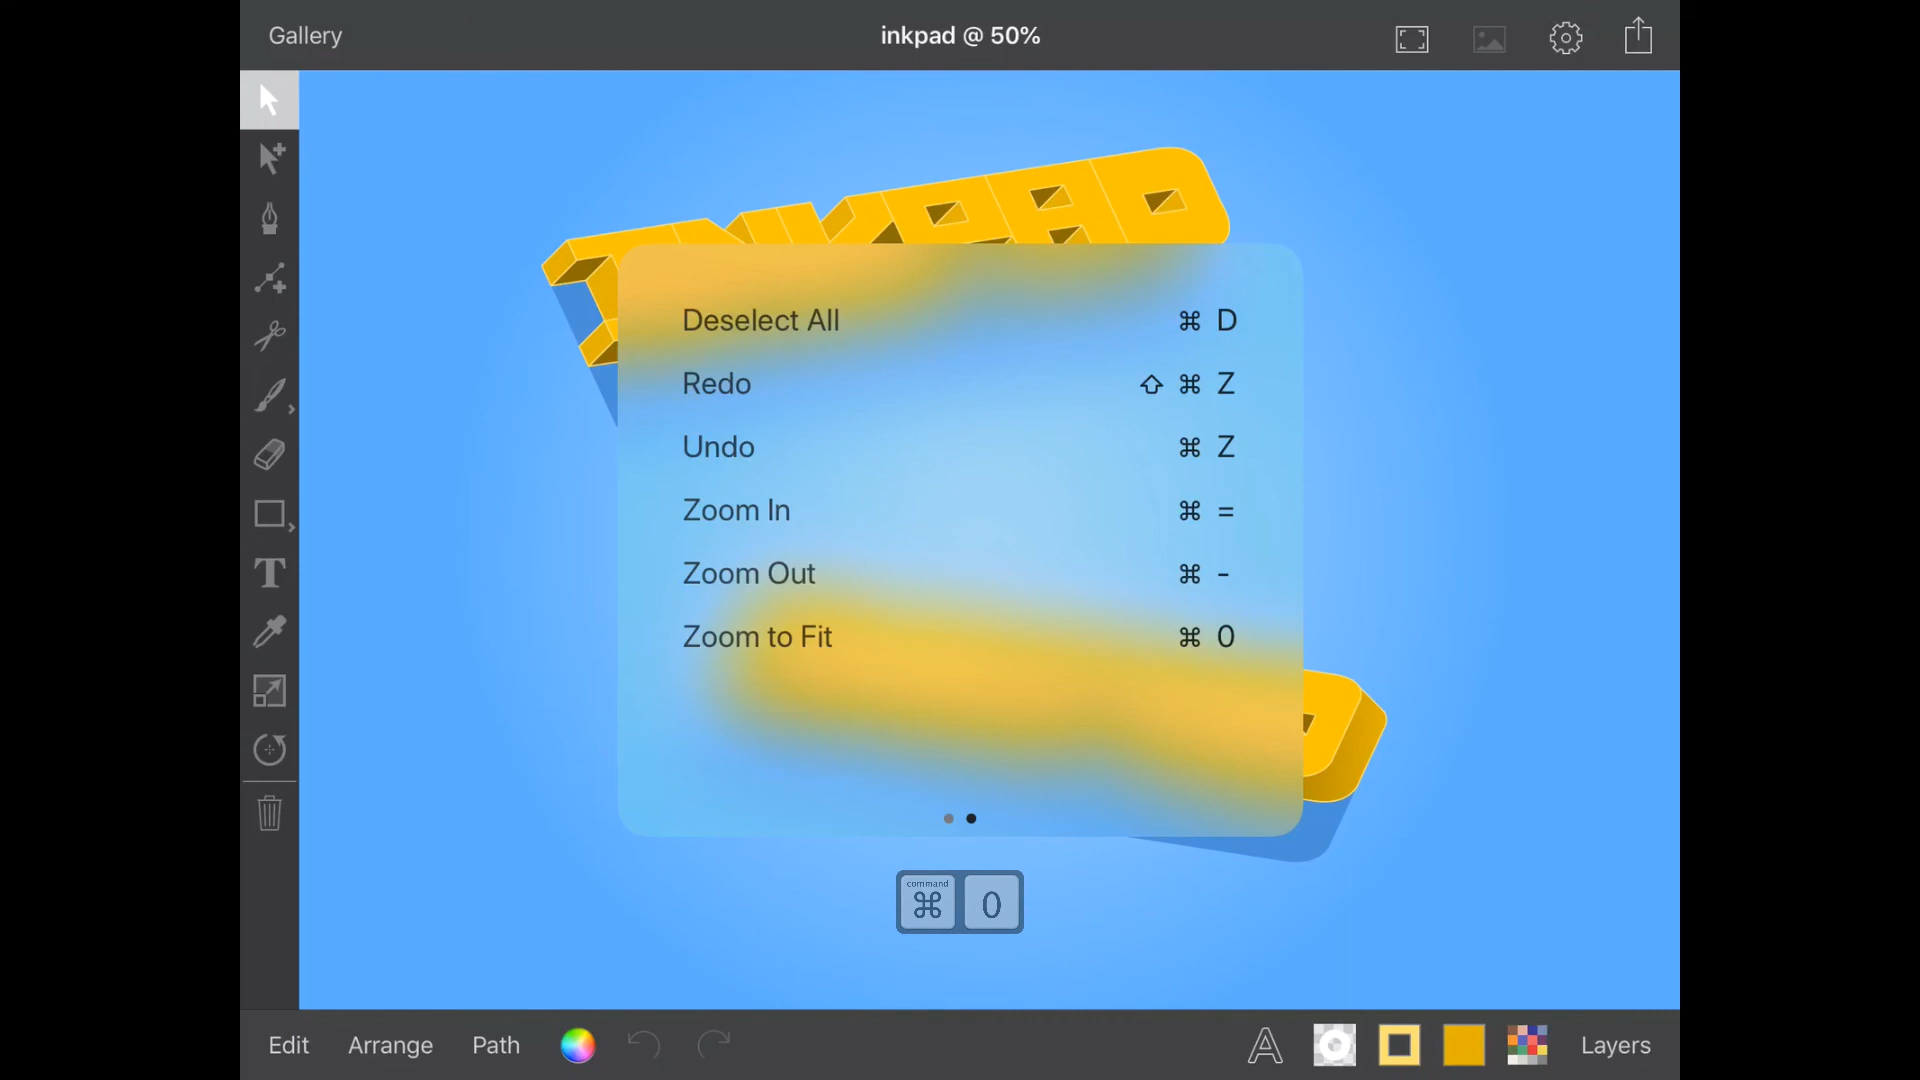 Gallery
inkpad @ 50%
INKPAD
Deselect All ⌘ D
Redo ⇧ ⌘ Z
Undo ⌘ Z
Zoom In ⌘ =
Zoom Out ⌘ -
Zoom to Fit ⌘ 0
command
⌘ 0
T
Edit Arrange Path A Layers